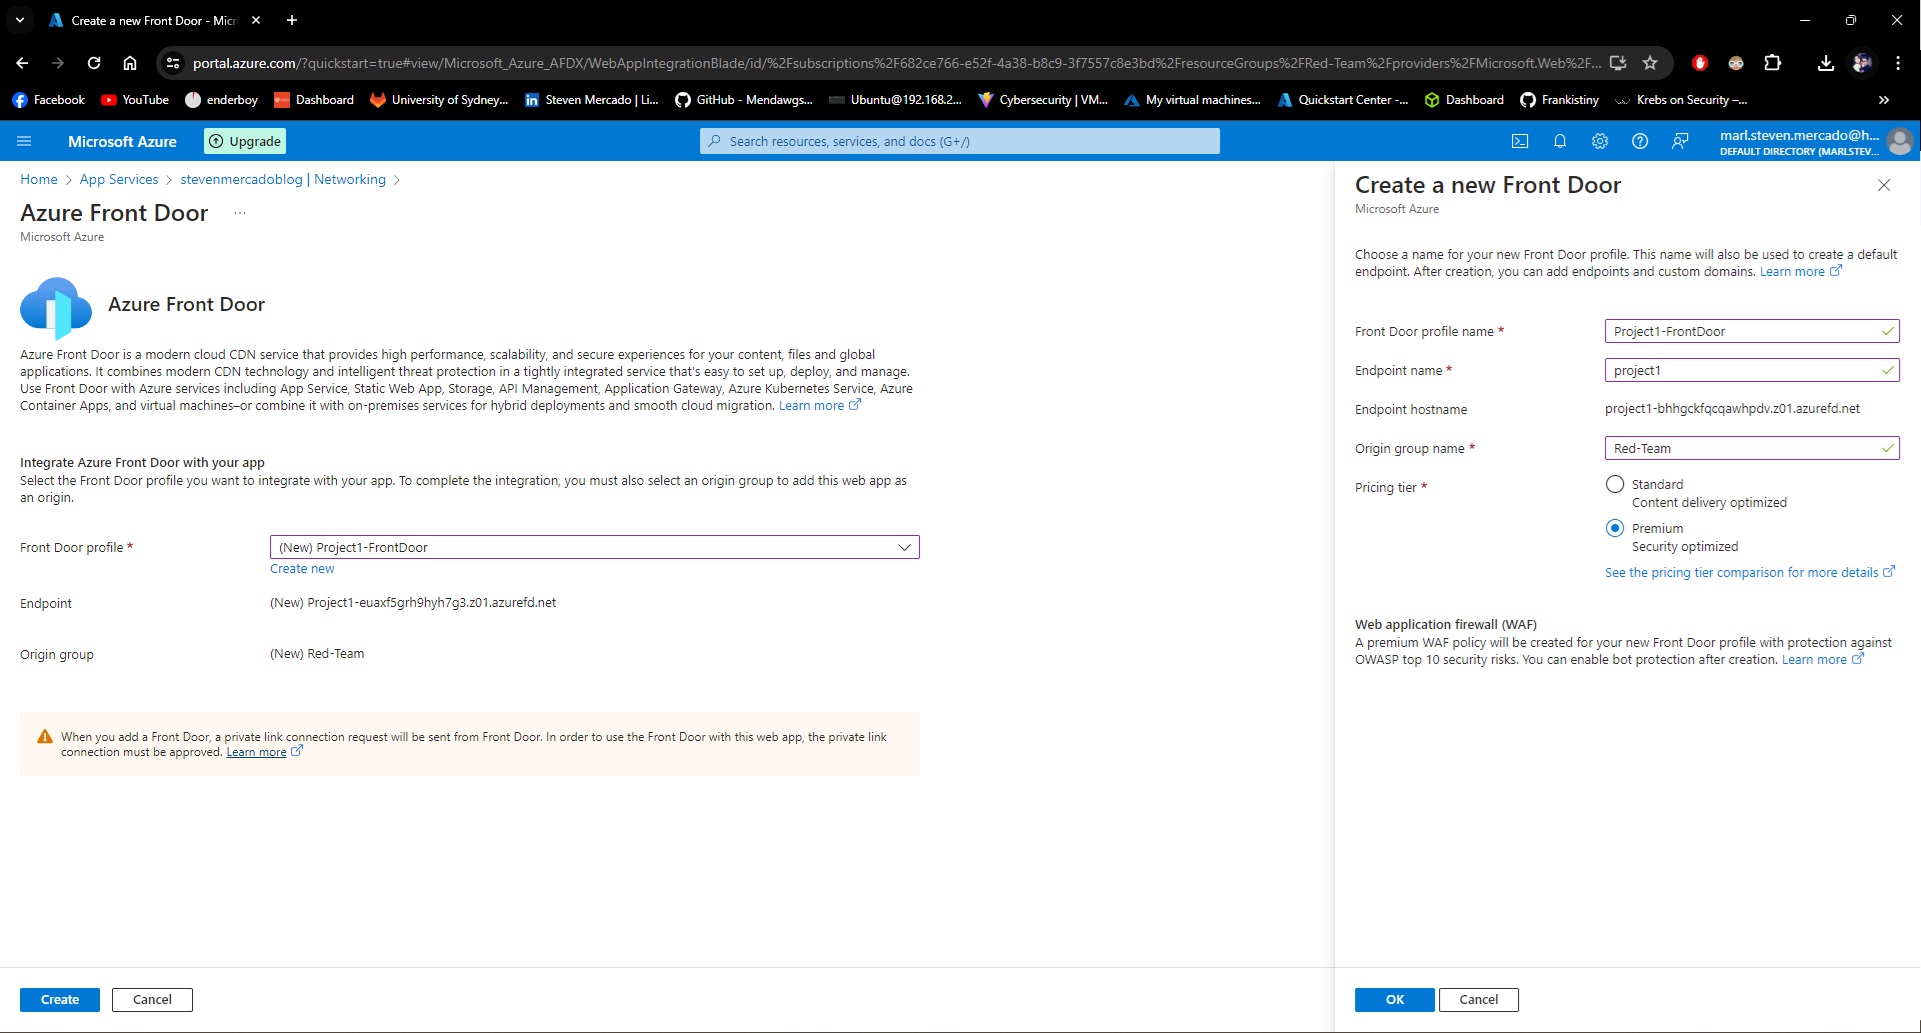 Create a new Front Door - Micr
portal.azure.com/?quickstart=true#view/Microsoft_Azure_AFDX/WebAppIntegrationBlade/id/%2Fsubscriptions%2F682ce766-e52f-4a38-b8c9-3f7557c8e3bd%2FresourceGroups%2FRed-Team%2Fproviders%2FMicrosoft.Web%2F...
Facebook YouTube enderboy Dashboard University of Sydney... Steven Mercado | Li... GitHub - Mendawgs... Ubuntu@192.168.2... Cybersecurity | VM... My virtual machines... Quickstart Center -... Dashboard Frankistiny Krebs on Security –...
Microsoft Azure Upgrade Search resources, services, and docs (G+/) marl.steven.mercado@h...
DEFAULT DIRECTORY (MARLSTEV...
Home > App Services > stevenmercadoblog | Networking >
Azure Front Door ...
Microsoft Azure
Azure Front Door
Azure Front Door is a modern cloud CDN service that provides high performance, scalability, and secure experiences for your content, files and global
applications. It combines modern CDN technology and intelligent threat protection in a tightly integrated service that's easy to set up, deploy, and manage.
Use Front Door with Azure services including App Service, Static Web App, Storage, API Management, Application Gateway, Azure Kubernetes Service, Azure
Container Apps, and virtual machines–or combine it with on-premises services for hybrid deployments and smooth cloud migration. Learn more
Integrate Azure Front Door with your app
Select the Front Door profile you want to integrate with your app. To complete the integration, you must also select an origin group to add this web app as
an origin.
Front Door profile * (New) Project1-FrontDoor
Create new
Endpoint (New) Project1-euaxf5grh9hyh7g3.z01.azurefd.net
Origin group (New) Red-Team
When you add a Front Door, a private link connection request will be sent from Front Door. In order to use the Front Door with this web app, the private link
connection must be approved. Learn more
Create Cancel
Create a new Front Door
Microsoft Azure
Choose a name for your new Front Door profile. This name will also be used to create a default
endpoint. After creation, you can add endpoints and custom domains. Learn more
Front Door profile name * Project1-FrontDoor
Endpoint name * project1
Endpoint hostname project1-bhhgckfqcqawhpdv.z01.azurefd.net
Origin group name * Red-Team
Pricing tier * Standard
Content delivery optimized
Premium
Security optimized
See the pricing tier comparison for more details
Web application firewall (WAF)
A premium WAF policy will be created for your new Front Door profile with protection against
OWASP top 10 security risks. You can enable bot protection after creation. Learn more
OK Cancel